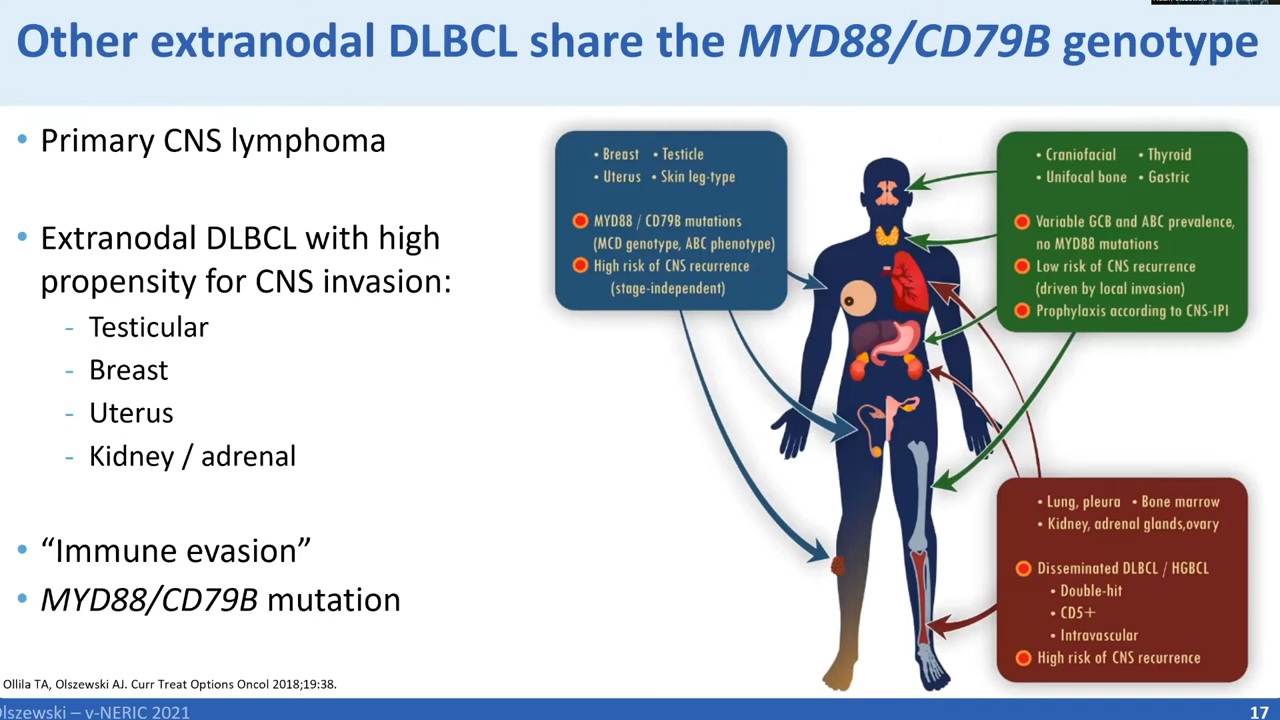 Other extranodal DLBCL share the MYD88/CD79B genotype
• Primary CNS lymphoma
• Extranodal DLBCL with high
propensity for CNS invasion:
- Testicular
- Breast
- Uterus
- Kidney / adrenal
• “Immune evasion”
• MYD88/CD79B mutation
• Breast • Testicle
• Uterus • Skin leg-type
MYD88 / CD79B mutations
(MCD genotype, ABC phenotype)
High risk of CNS recurrence
(stage-independent)
• Craniofacial • Thyroid
• Unifocal bone • Gastric
Variable GCB and ABC prevalence,
no MYD88 mutations
Low risk of CNS recurrence
(driven by local invasion)
Prophylaxis according to CNS-IPI
• Lung, pleura • Bone marrow
• Kidney, adrenal glands,ovary
Disseminated DLBCL / HGBCL
• Double-hit
• CD5+
• Intravascular
High risk of CNS recurrence
Ollila TA, Olszewski AJ. Curr Treat Options Oncol 2018;19:38.
lszewski – v-NERIC 2021
17